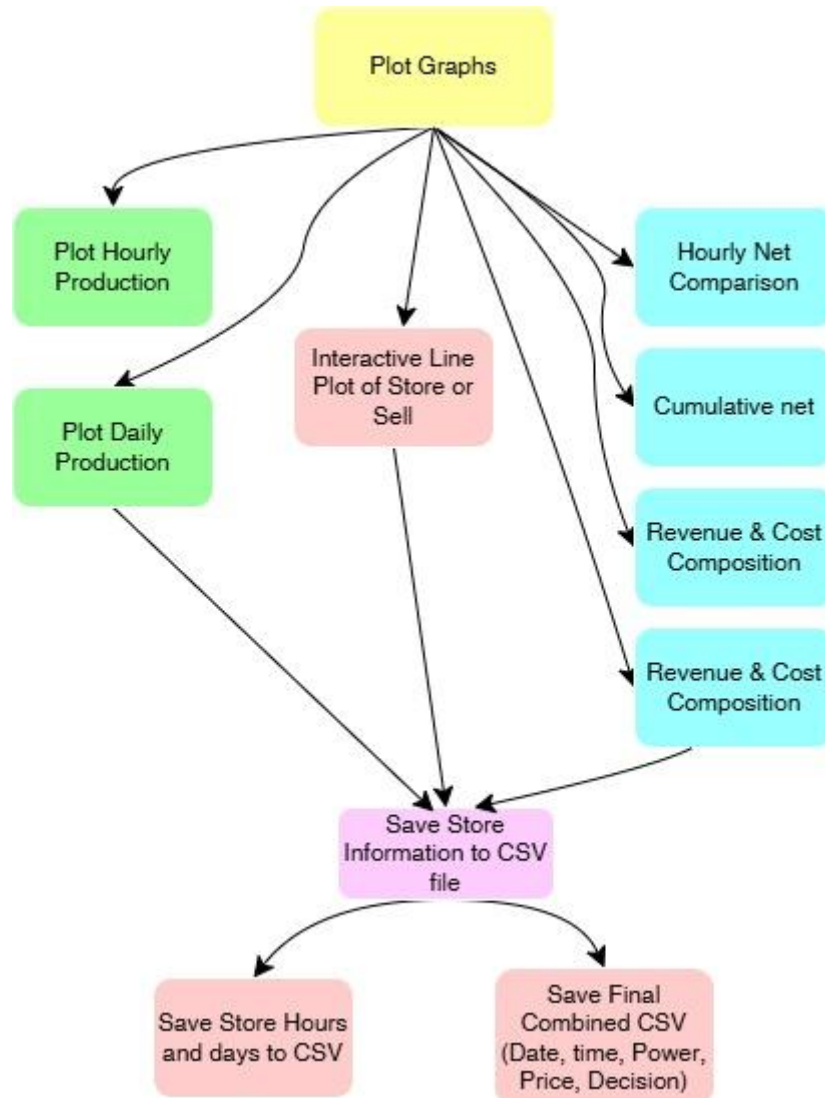 Plot Graphs
Plot Hourly
Production
Hourly Net
Comparison
Interactive Line
Plot of Store or
Sell
Plot Daily
Production
Cumulative net
Revenue & Cost
Composition
Revenue & Cost
Composition
Save Store
Information to CSV
file
Save Store Hours
and days to CSV
Save Final
Combined CSV
(Date, time, Power,
Price, Decision)